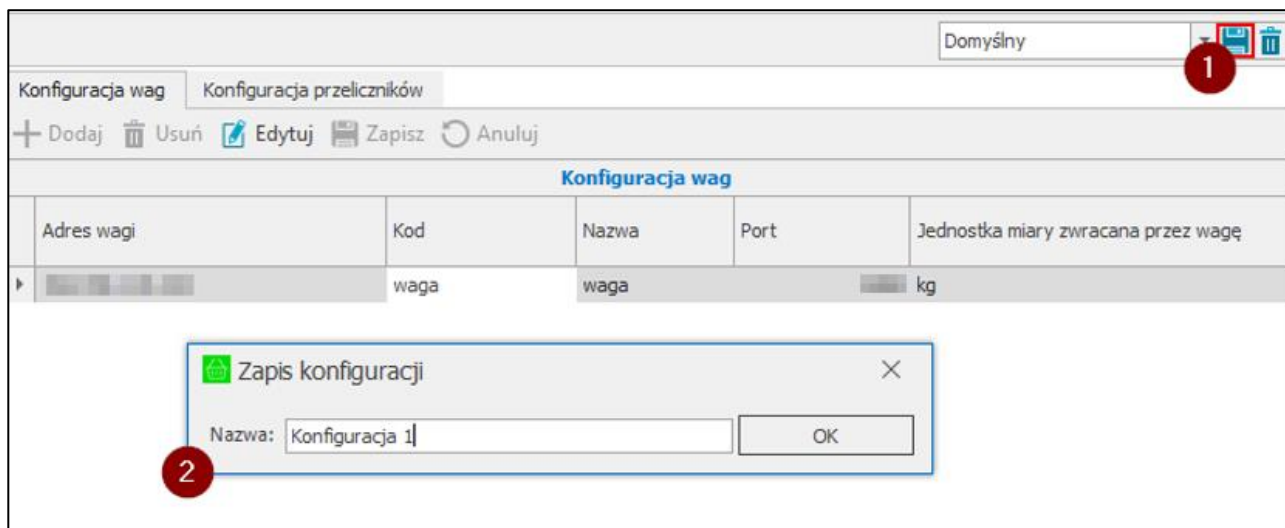 Domyślny
1
Konfiguracja wag Konfiguracja przeliczników
Dodaj Usuń Edytuj Zapisz Anuluj
Konfiguracja wag
Adres wagi Kod Nazwa Port Jednostka miary zwracana przez wagę
waga waga kg
Zapis konfiguracji
Nazwa: Konfiguracja 1 OK
2